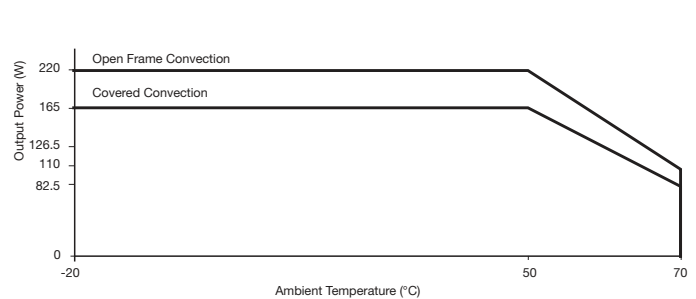 Open Frame Convection
Covered Convection
Output Power (W)
220
165
126.5
110
82.5
0
-20
50
70
Ambient Temperature (°C)